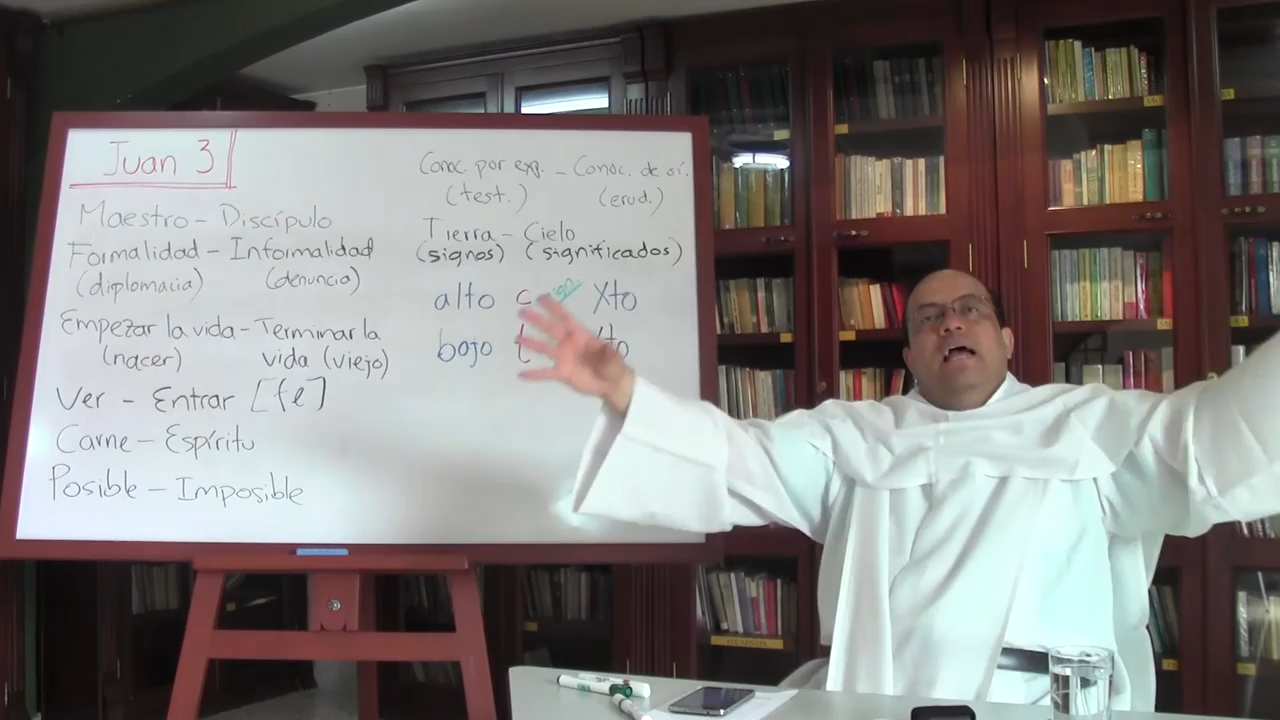 Juan 3
Maestro – Discípulo
Formalidad – Informalidad
(diplomacia) (denuncia)
Empezar la vida – Terminar la
(nacer) vida (viejo)
Ver – Entrar [fe]
Carne – Espíritu
Posible – Imposible
Conoc. por exp. – Conoc. de sí.
(test.) (erud.)
Tierra – Cielo
(signos) (significados)
alto Xto
bajo